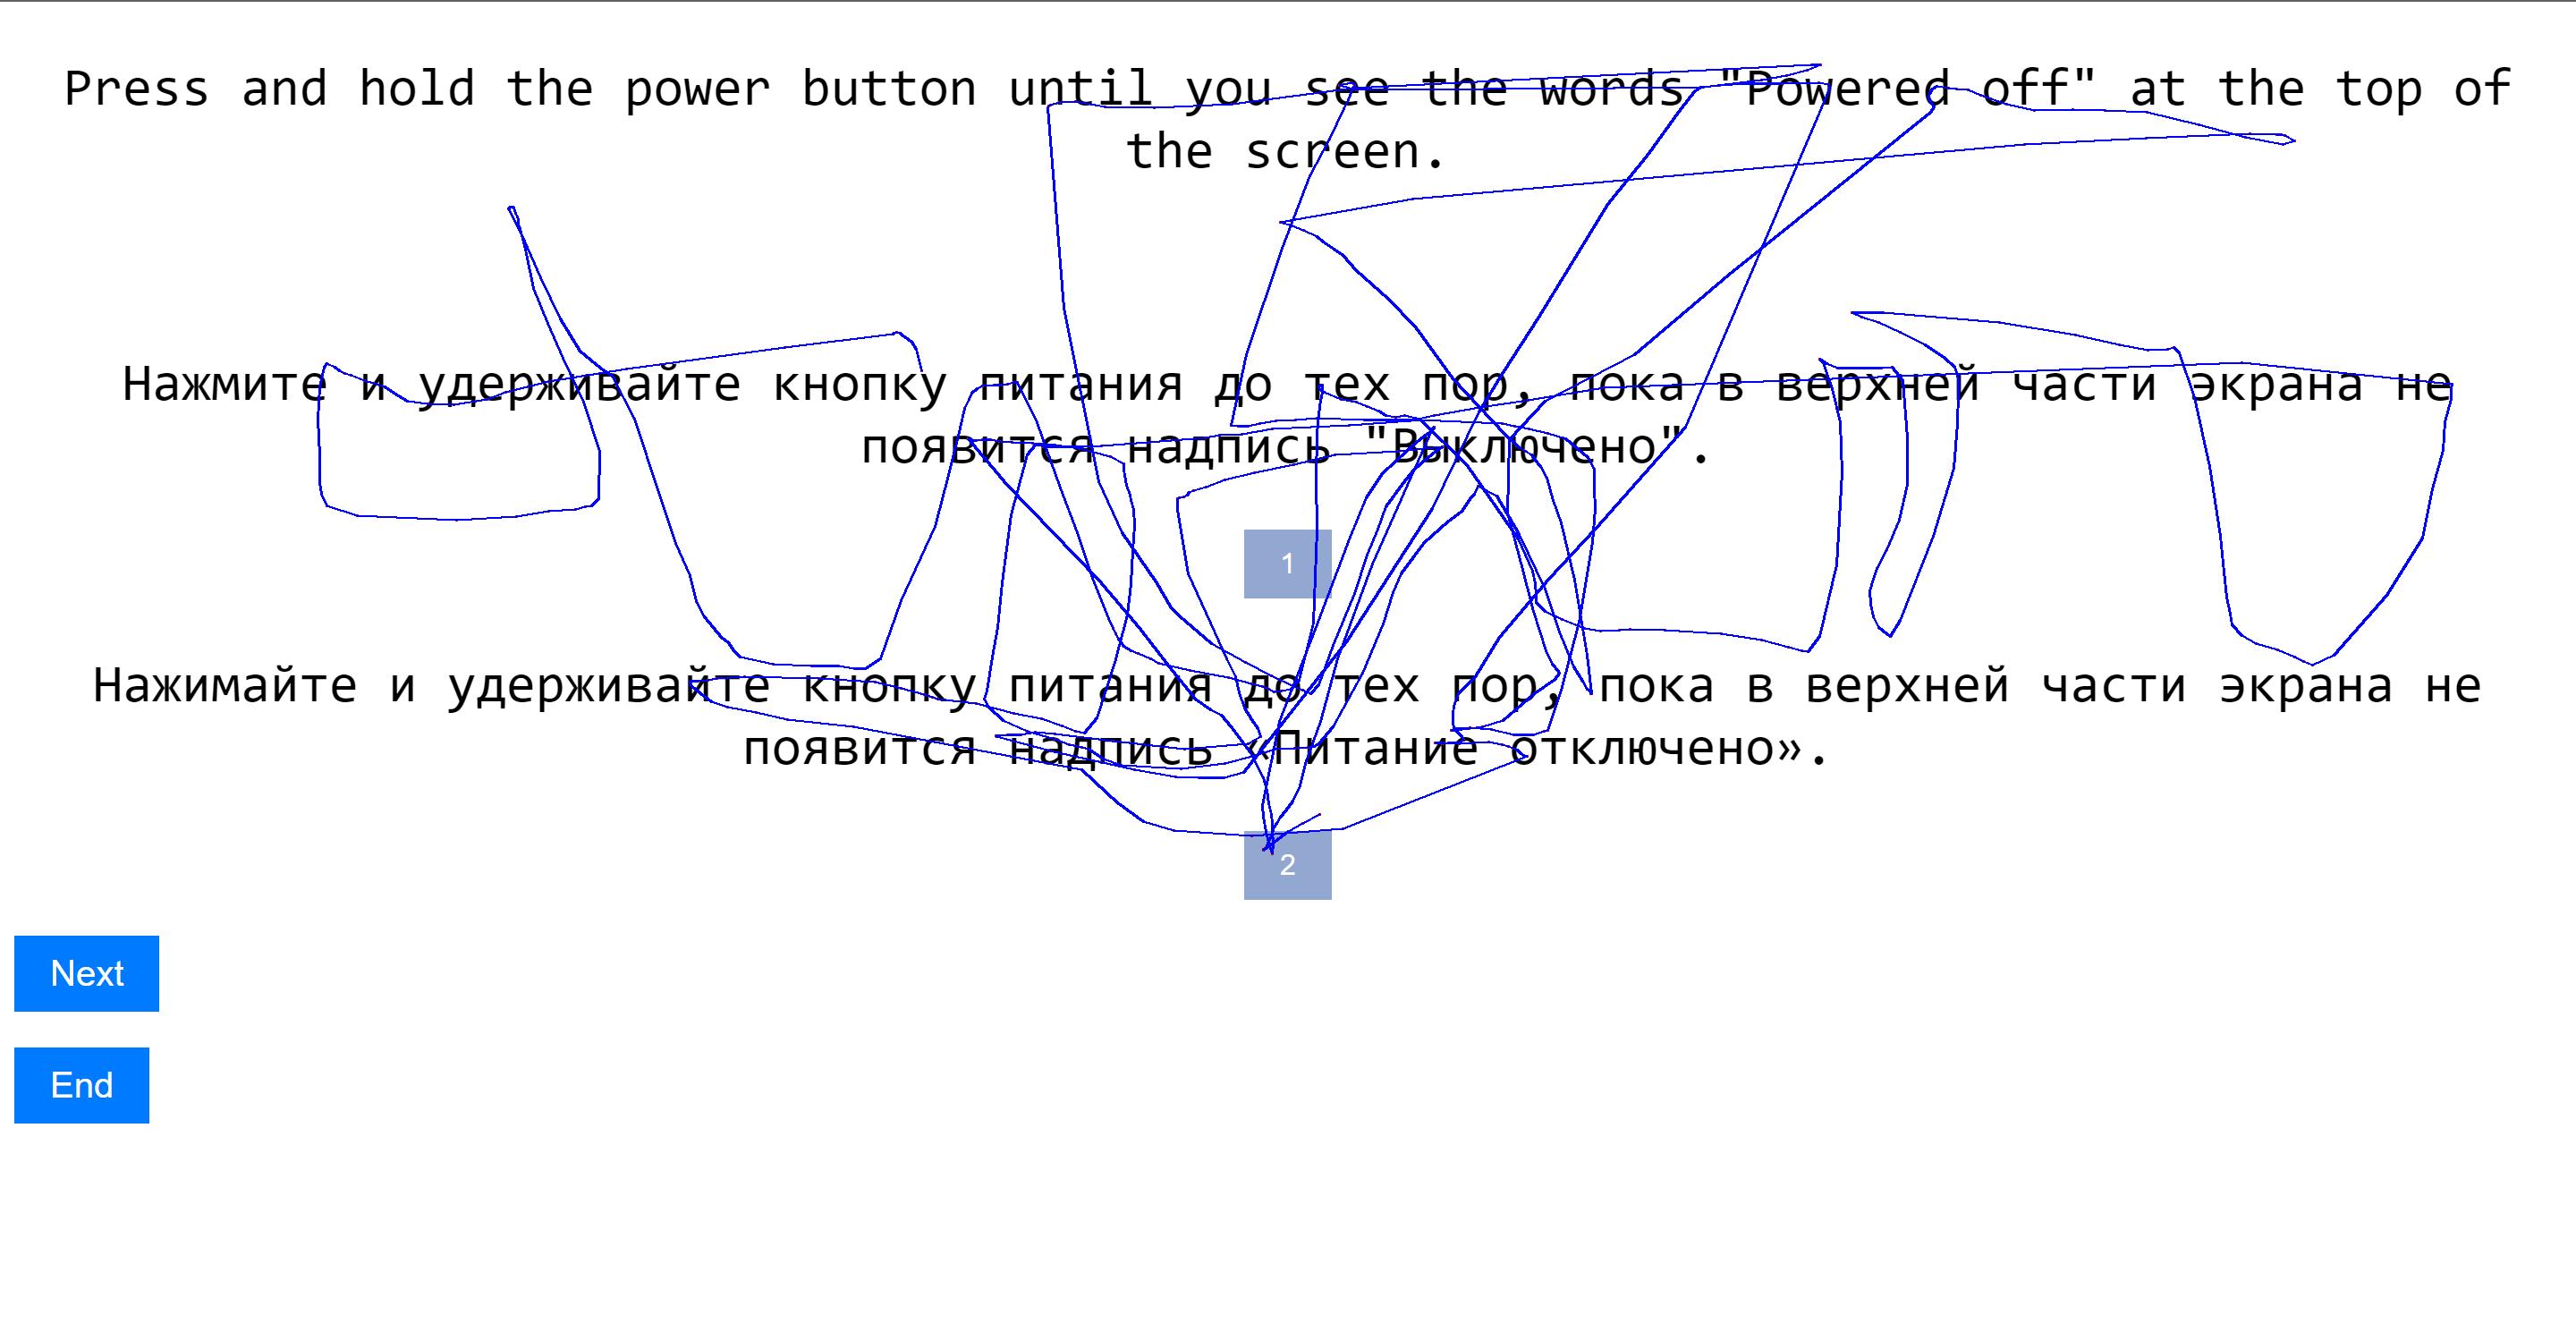 Press and hold the power button until you see the words "Powered off" at the top of
the screen.
Нажмите и удерживайте кнопку питания до тех пор, пока в верхней части экрана не
появится надпись "Выключено".
1
Нажимайте и удерживайте кнопку питания до тех пор, пока в верхней части экрана не
появится надпись «Питание отключено».
2
Next
End